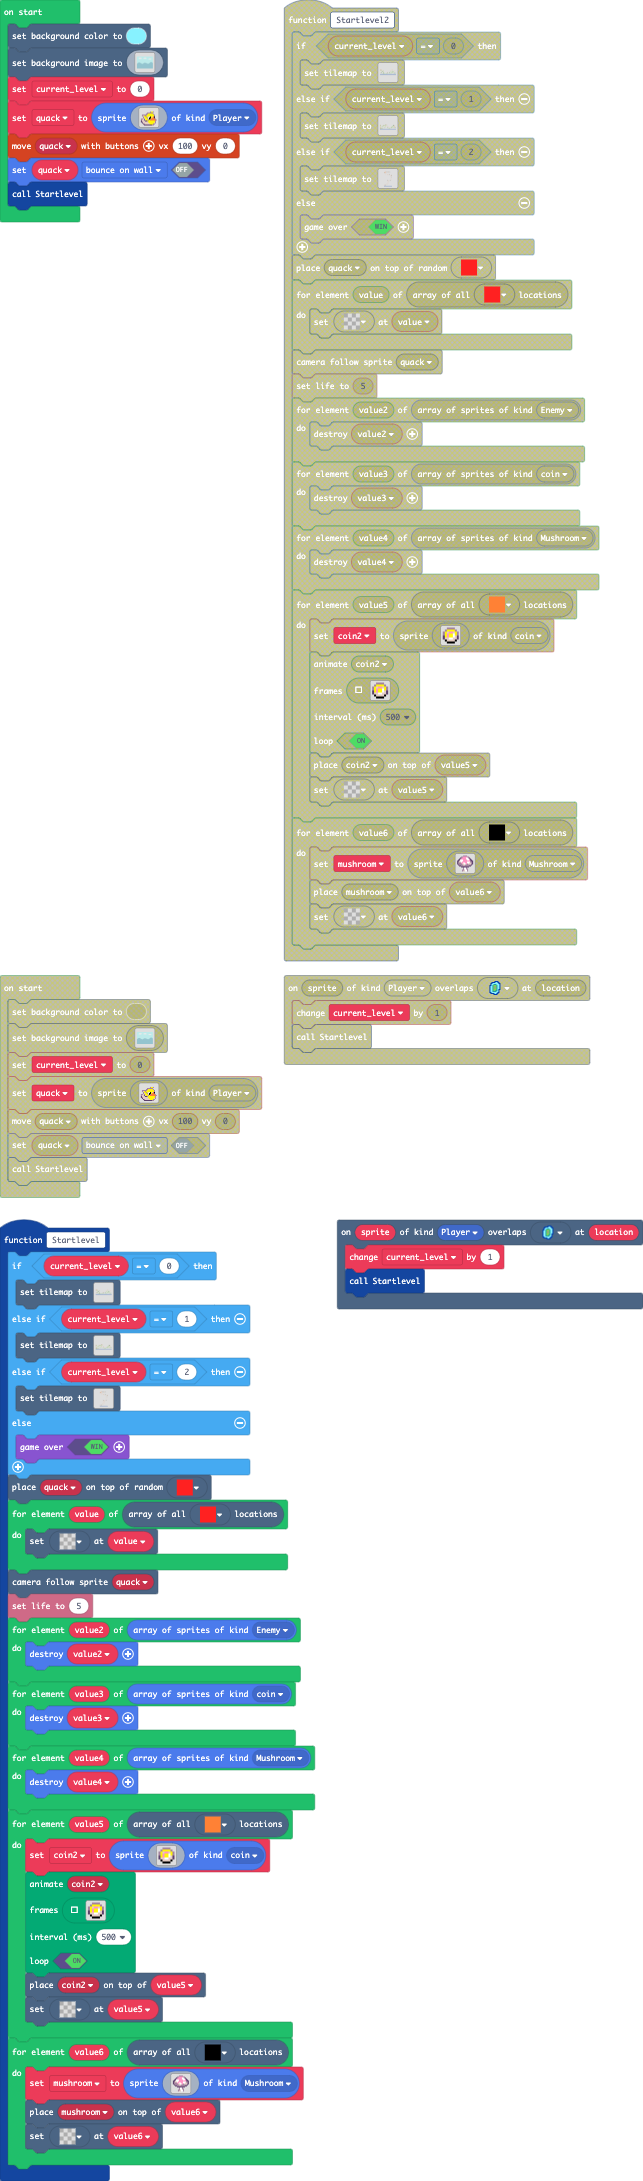 on start
set background color to
set background image to
set current_level to 0
set quack to sprite of kind Player
move quack with buttons vx 100 vy 0
set quack bounce on wall OFF
call Startlevel
function Startlevel2
if current_level = 0 then
set tilemap to
else if current_level = 1 then
set tilemap to
else if current_level = 2 then
set tilemap to
else
game over WIN
place quack on top of random
for element value of array of all locations
do set at value
camera follow sprite quack
set life to 5
for element value2 of array of sprites of kind Enemy
do destroy value2
for element value3 of array of sprites of kind coin
do destroy value3
for element value4 of array of sprites of kind Mushroom
do destroy value4
for element value5 of array of all locations
do set coin2 to sprite of kind coin
animate coin2
frames
interval (ms) 500
loop ON
place coin2 on top of value5
set at value5
for element value6 of array of all locations
do set mushroom to sprite of kind Mushroom
place mushroom on top of value6
set at value6
on start
set background color to
set background image to
set current_level to 0
set quack to sprite of kind Player
move quack with buttons vx 100 vy 0
set quack bounce on wall OFF
call Startlevel
on sprite of kind Player overlaps at location
change current_level by 1
call Startlevel
function Startlevel
if current_level = 0 then
set tilemap to
else if current_level = 1 then
set tilemap to
else if current_level = 2 then
set tilemap to
else
game over WIN
place quack on top of random
for element value of array of all locations
do set at value
camera follow sprite quack
set life to 5
for element value2 of array of sprites of kind Enemy
do destroy value2
for element value3 of array of sprites of kind coin
do destroy value3
for element value4 of array of sprites of kind Mushroom
do destroy value4
for element value5 of array of all locations
do set coin2 to sprite of kind coin
animate coin2
frames
interval (ms) 500
loop ON
place coin2 on top of value5
set at value5
for element value6 of array of all locations
do set mushroom to sprite of kind Mushroom
place mushroom on top of value6
set at value6
on sprite of kind Player overlaps at location
change current_level by 1
call Startlevel